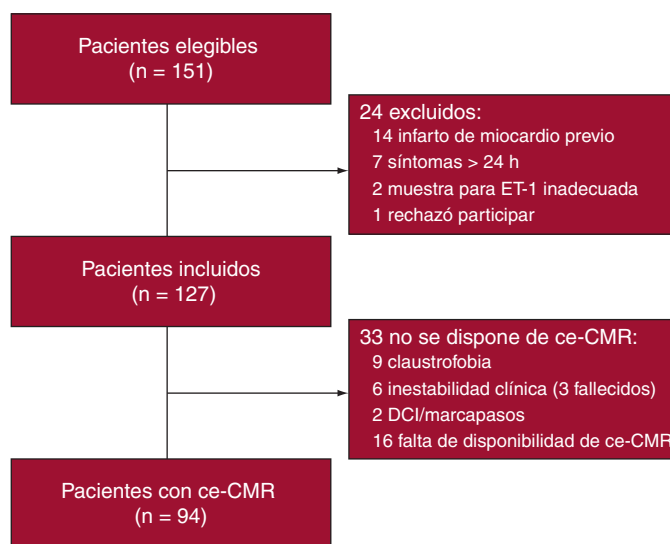 Pacientes elegibles
(n = 151)
24 excluidos:
14 infarto de miocardio previo
7 síntomas > 24 h
2 muestra para ET-1 inadecuada
1 rechazó participar
Pacientes incluidos
(n = 127)
33 no se dispone de ce-CMR:
9 claustrofobia
6 inestabilidad clínica (3 fallecidos)
2 DCI/marcapasos
16 falta de disponibilidad de ce-CMR
Pacientes con ce-CMR
(n = 94)